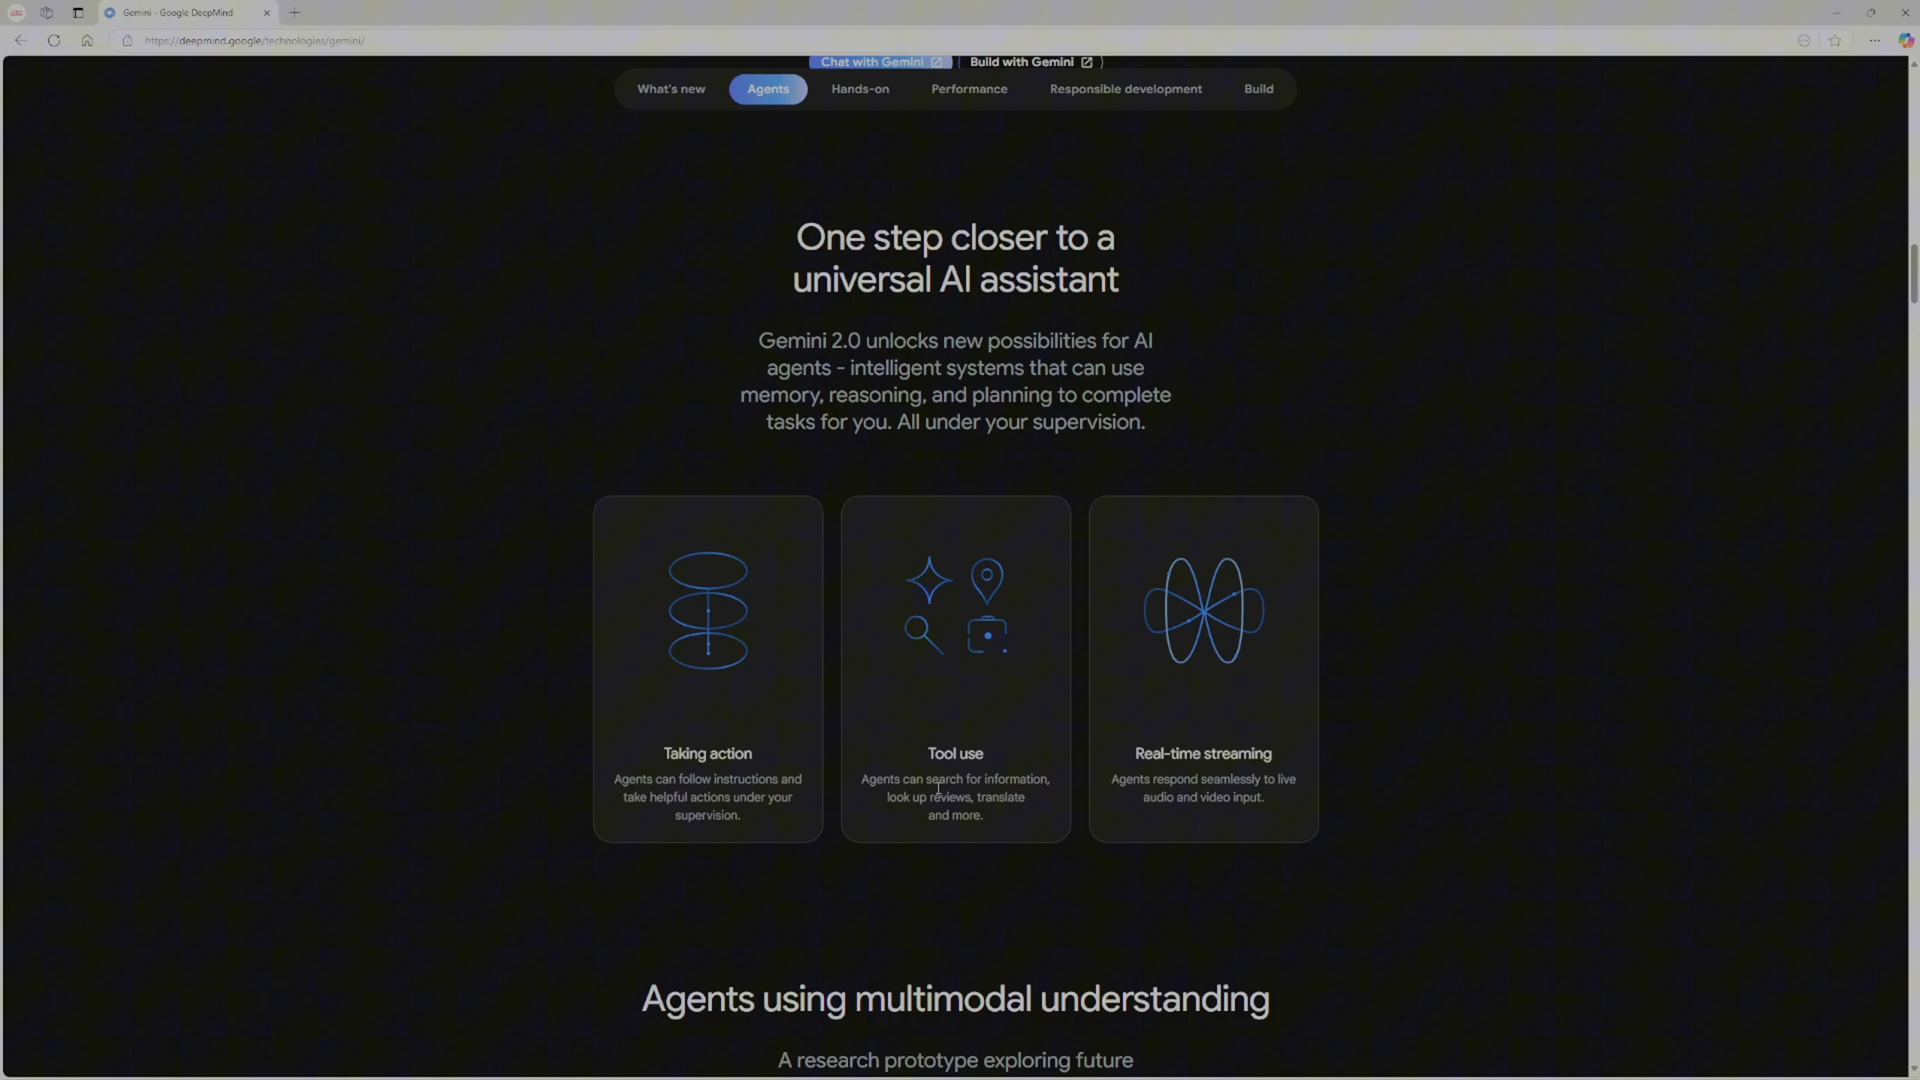 Gemini - Google DeepMind
https://deepmind.google/technologies/gemini/
Chat with Gemini
Build with Gemini
What's new
Agents
Hands-on
Performance
Responsible development
Build
One step closer to a
universal AI assistant
Gemini 2.0 unlocks new possibilities for AI
agents - intelligent systems that can use
memory, reasoning, and planning to complete
tasks for you. All under your supervision.
Taking action
Agents can follow instructions and
take helpful actions under your
supervision.
Tool use
Agents can search for information,
look up reviews, translate
and more.
Real-time streaming
Agents respond seamlessly to live
audio and video input.
Agents using multimodal understanding
A research prototype exploring future